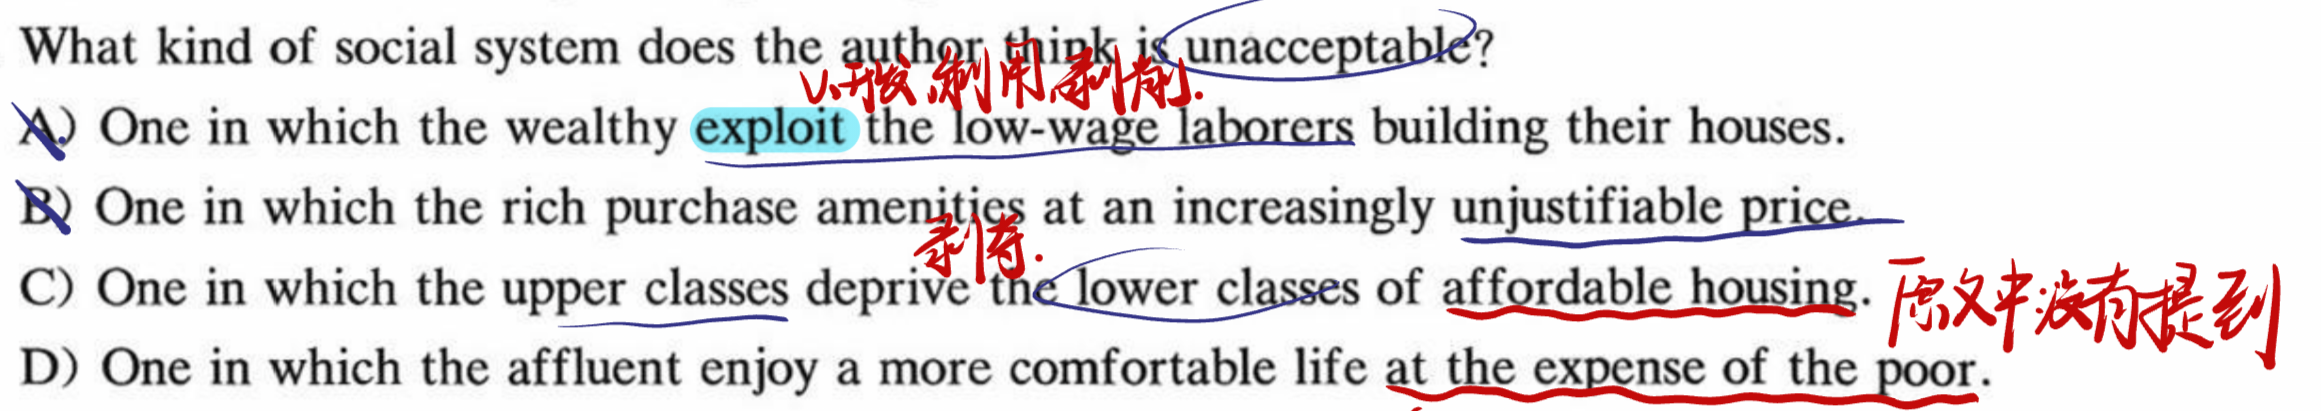 What kind of social system does the author think is unacceptable?
v.开发,利用,剥削.
A) One in which the wealthy exploit the low-wage laborers building their houses.
B) One in which the rich purchase amenities at an increasingly unjustifiable price.
剥夺.
C) One in which the upper classes deprive the lower classes of affordable housing. 原文中没有提到
D) One in which the affluent enjoy a more comfortable life at the expense of the poor.